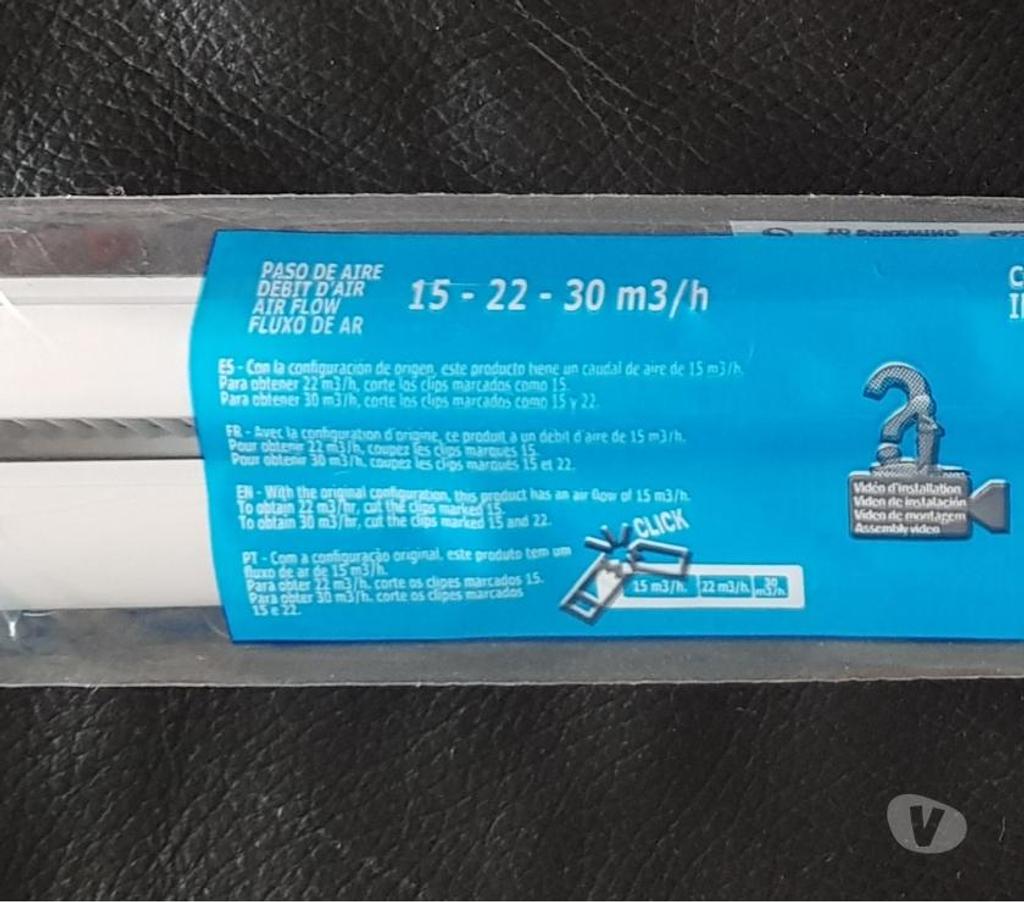 PASO DE AIRE
DÉBIT D'AIR
AIR FLOW
FLUXO DE AR
15 - 22 - 30 m3/h
ES - Con la configuración de origen, este producto tiene un caudal de aire de 15 m3/h.
Para obtener 22 m3/h, corte los clips marcados como 15.
Para obtener 30 m3/h, corte los clips marcados como 15 y 22.
FR - Avec la configuration d'origine, ce produit a un débit d'aire de 15 m3/h.
Pour obtenir 22 m3/h, coupez les clips marqués 15.
Pour obtenir 30 m3/h, coupez les clips marqués 15 et 22.
EN - With the original configuration, this product has an air flow of 15 m3/h.
To obtain 22 m3/hr, cut the clips marked 15.
To obtain 30 m3/hr, cut the clips marked 15 and 22.
PT - Com a configuração original, este produto tem um
fluxo de ar de 15 m3/h.
Para obter 22 m3/h. corte os clipes marcados 15.
Para obter 30 m3/h. corte os clipes marcados
15 e 22.
CLICK
15 m3/h. 22 m3/h. 30 m3/h.
Vidéo d'installation
Video de instalación
Video de montagem
Assembly video
V